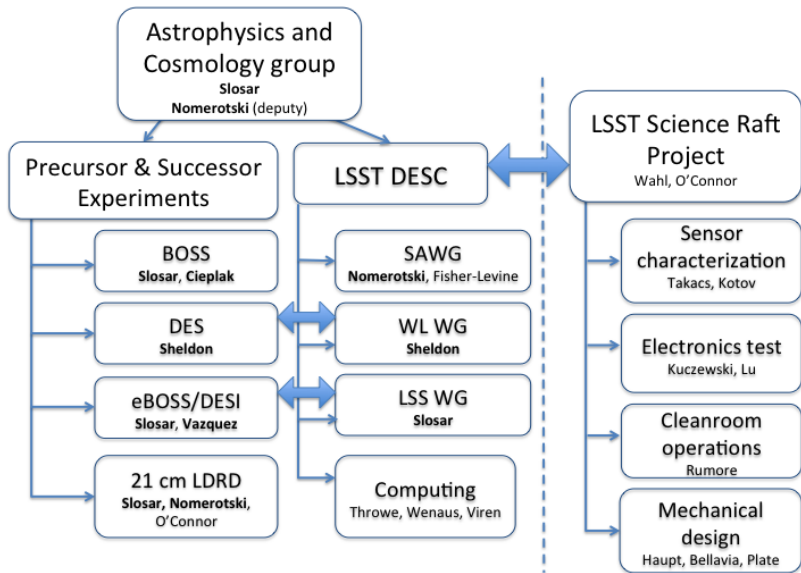 Astrophysics and
Cosmology group
Slosar
Nomerotski (deputy)
Precursor & Successor
Experiments
BOSS
Slosar, Cieplak
DES
Sheldon
eBOSS/DESI
Slosar, Vazquez
21 cm LDRD
Slosar, Nomerotski,
O'Connor
LSST DESC
SAWG
Nomerotski, Fisher-Levine
WL WG
Sheldon
LSS WG
Slosar
Computing
Throwe, Wenaus, Viren
LSST Science Raft
Project
Wahl, O'Connor
Sensor
characterization
Takacs, Kotov
Electronics test
Kuczewski, Lu
Cleanroom
operations
Rumore
Mechanical
design
Haupt, Bellavia, Plate